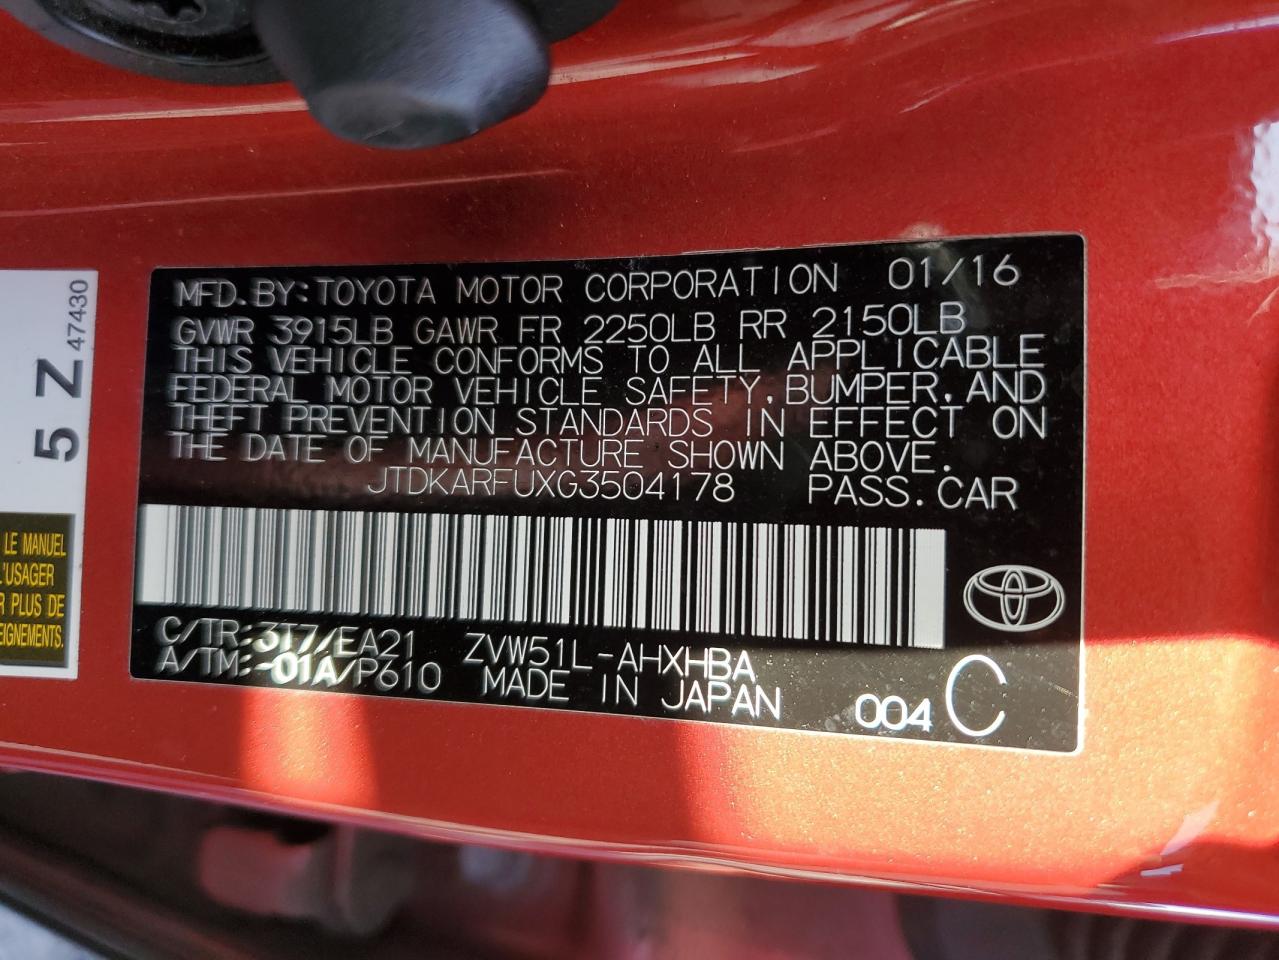 MFD.BY:TOYOTA MOTOR CORPORATION 01/16
GVWR 3915LB GAWR FR 2250LB RR 2150LB
THIS VEHICLE CONFORMS TO ALL APPLICABLE
FEDERAL MOTOR VEHICLE SAFETY,BUMPER,AND
THEFT PREVENTION STANDARDS IN EFFECT ON
THE DATE OF MANUFACTURE SHOWN ABOVE.
JTDKARFUXG3504178 PASS.CAR
C/TR:3T7/EA21 ZVW51L-AHXHBA
A/TM:-01A/P610 MADE IN JAPAN 004 C
5 Z 47430
LE MANUEL
L'USAGER
R PLUS DE
EIGNEMENTS.